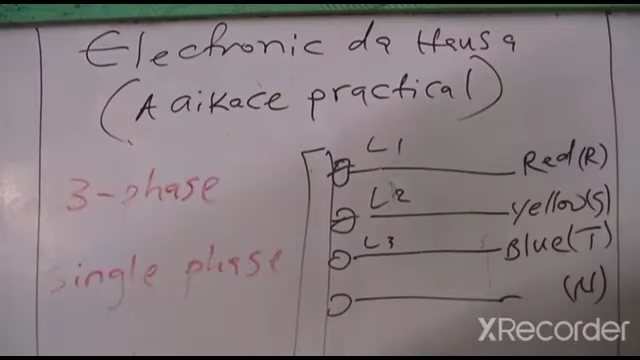 Electronic da Hausa
(A aikace practical)
3-phase
single phase
L1
Red(R)
L2
Yellow(S)
L3
Blue(T)
(N)
XRecorder